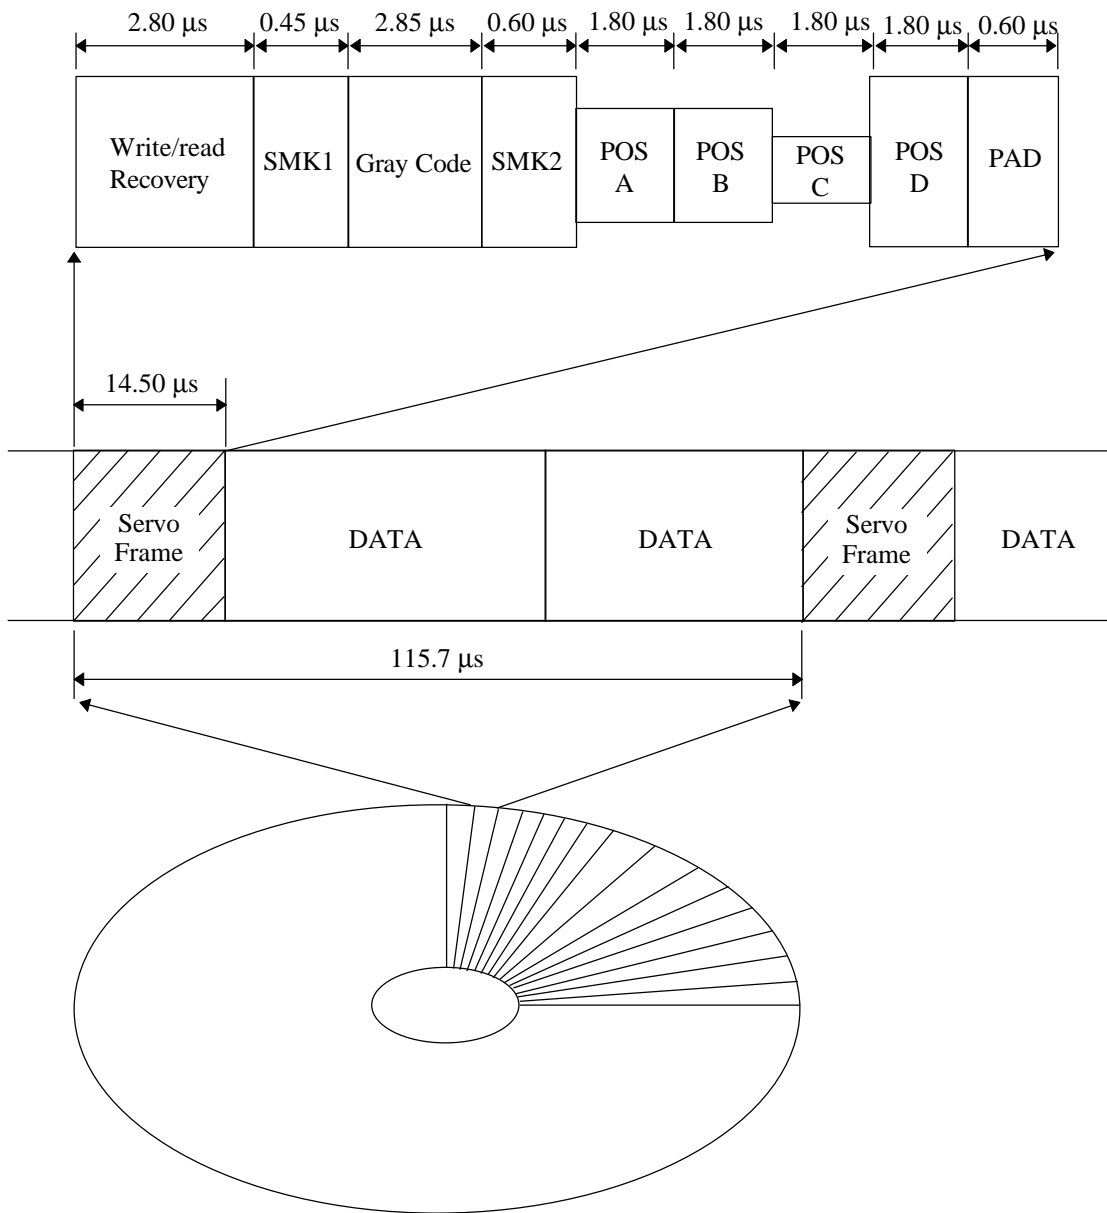 2.80 μs 0.45 μs 2.85 μs 0.60 μs 1.80 μs 1.80 μs 1.80 μs 1.80 μs 0.60 μs
Write/read
Recovery
SMK1
Gray Code
SMK2
POS
A
POS
B
POS
C
POS
D
PAD
14.50 μs
Servo
Frame
DATA
DATA
Servo
Frame
DATA
115.7 μs